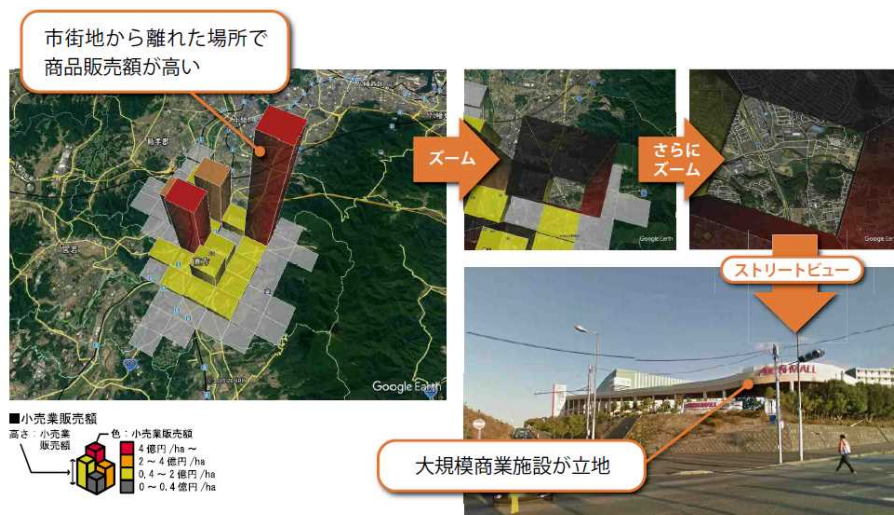 市街地から離れた場所で
商品販売額が高い
ズーム
さらに
ズーム
Google Earth
Google Earth
Google Earth
ストリートビュー
■小売業販売額
高さ：小売業
販売額
色：小売業販売額
4億円/ha～
2～4億円/ha
0.4～2億円/ha
0～0.4億円/ha
大規模商業施設が立地